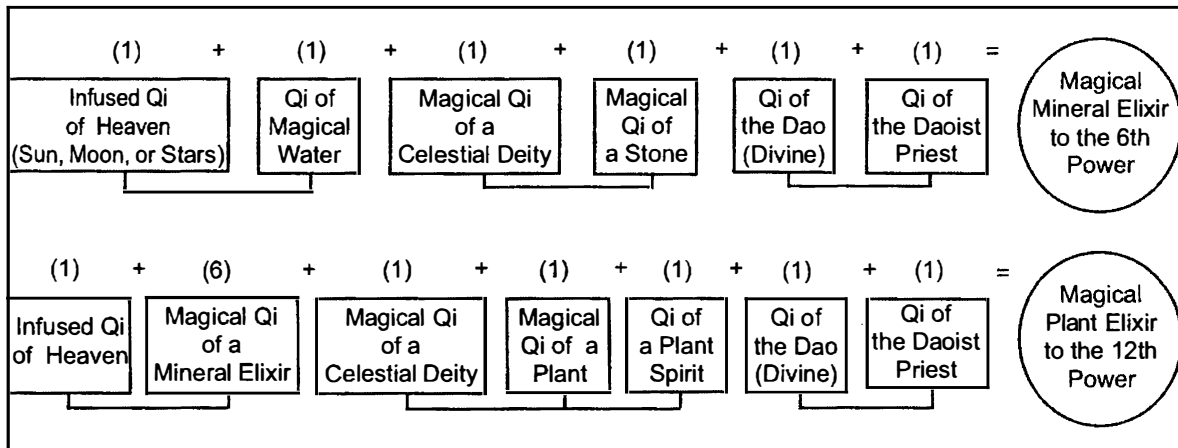 (1) + (1) + (1) + (1) + (1) + (1) =
Infused Qi
of Heaven
(Sun, Moon, or Stars)
Qi of
Magical
Water
Magical Qi
of a
Celestial Deity
Magical
Qi of
a Stone
Qi of
the Dao
(Divine)
Qi of
the Daoist
Priest
Magical
Mineral Elixir
to the 6th
Power
(1) + (6) + (1) + (1) + (1) + (1) + (1) =
Infused Qi
of Heaven
Magical Qi
of a
Mineral Elixir
Magical Qi
of a
Celestial Deity
Magical
Qi of a
Plant
Qi of
a Plant
Spirit
Qi of
the Dao
(Divine)
Qi of
the Daoist
Priest
Magical
Plant Elixir
to the 12th
Power